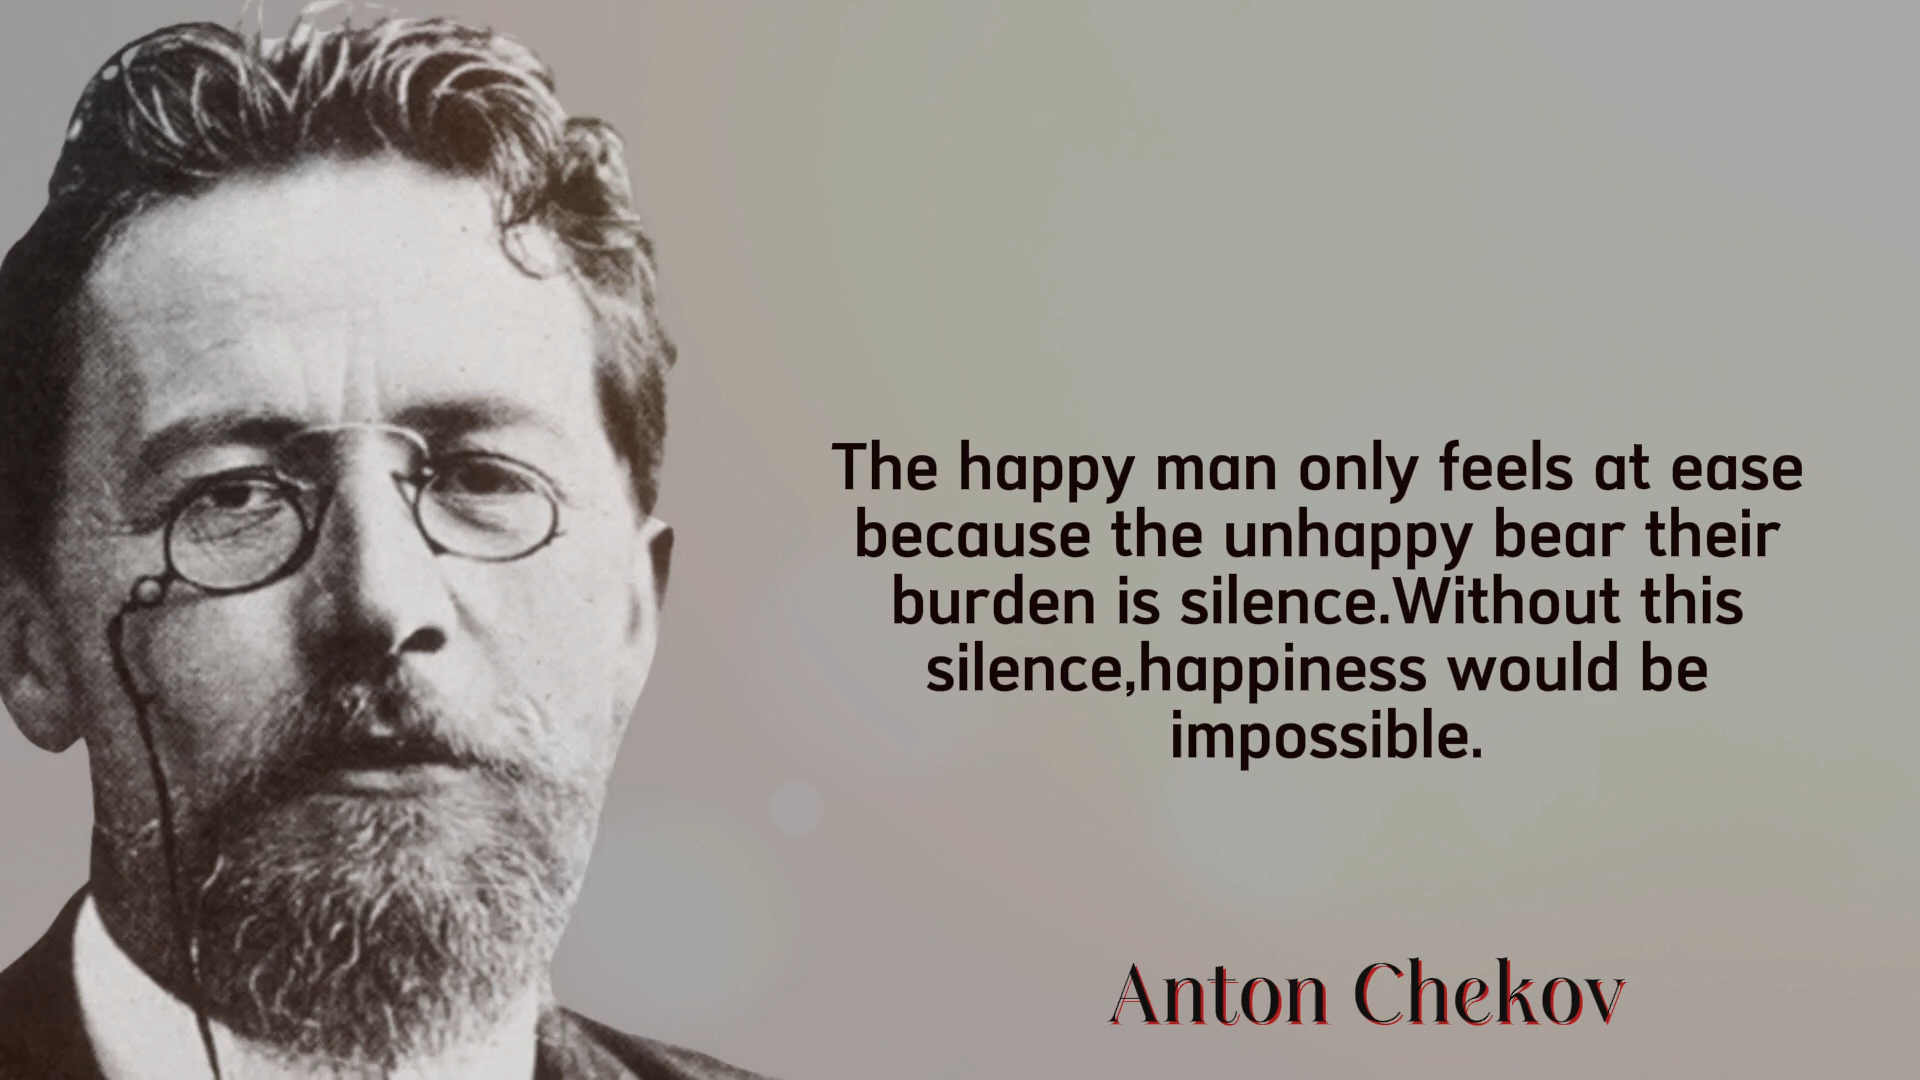 The happy man only feels at ease
because the unhappy bear their
burden is silence.Without this
silence,happiness would be
impossible.
Anton Chekov